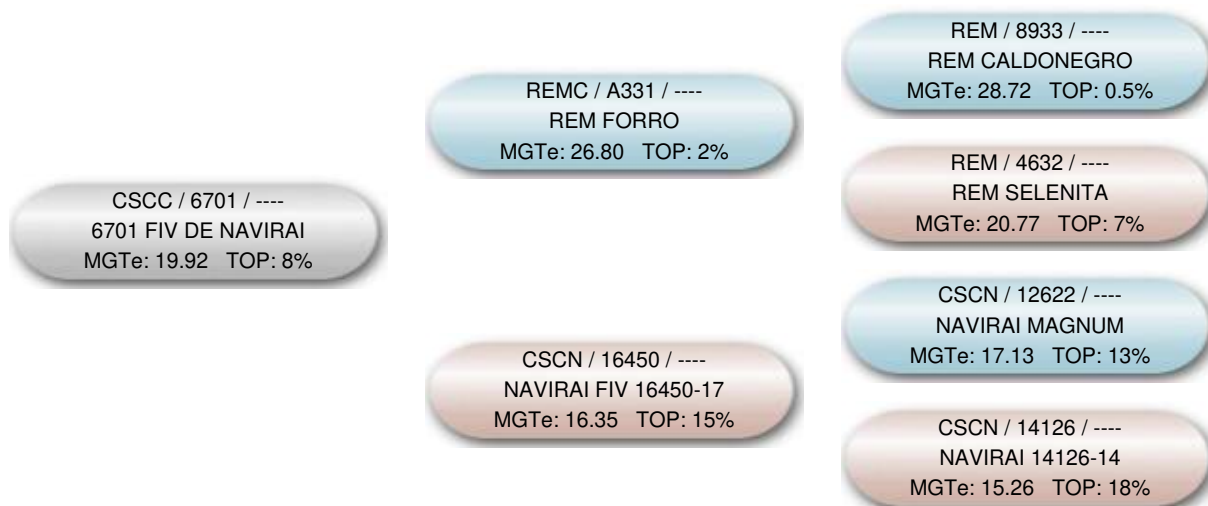 CSCC / 6701 / ----
6701 FIV DE NAVIRAI
MGTe: 19.92 TOP: 8%
REMC / A331 / ----
REM FORRO
MGTe: 26.80 TOP: 2%
CSCN / 16450 / ----
NAVIRAI FIV 16450-17
MGTe: 16.35 TOP: 15%
REM / 8933 / ----
REM CALDONEGRO
MGTe: 28.72 TOP: 0.5%
REM / 4632 / ----
REM SELENITA
MGTe: 20.77 TOP: 7%
CSCN / 12622 / ----
NAVIRAI MAGNUM
MGTe: 17.13 TOP: 13%
CSCN / 14126 / ----
NAVIRAI 14126-14
MGTe: 15.26 TOP: 18%